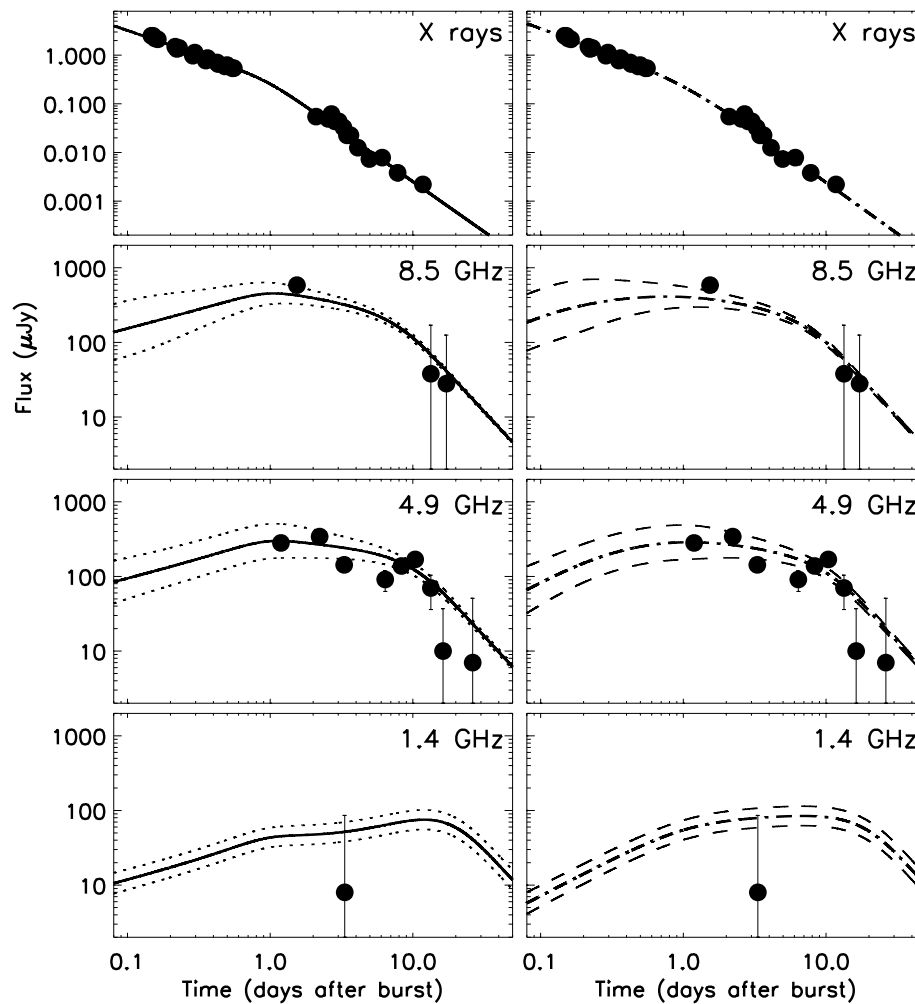 X rays
X rays
1.000
0.100
0.010
0.001
8.5 GHz
8.5 GHz
1000
100
10
Flux (μJy)
4.9 GHz
4.9 GHz
1000
100
10
1.4 GHz
1.4 GHz
1000
100
10
0.1 1.0 10.0
0.1 1.0 10.0
Time (days after burst)
Time (days after burst)